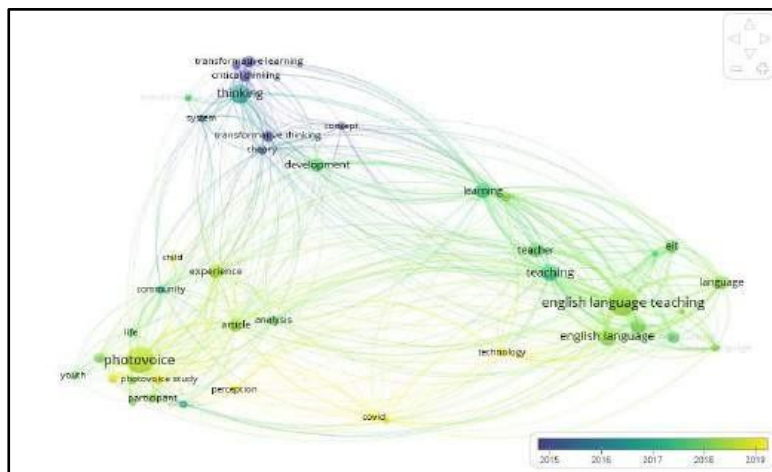 transformative learning
critical thinking
thinking
system
concept
transformative thinking
theory
development
learning
teacher
elt
teaching
language
child
experience
community
english language teaching
life
article
analysis
english language
photovoice
technology
youth
photovoice study
perception
participant
covid
2015 2016 2017 2018 2019